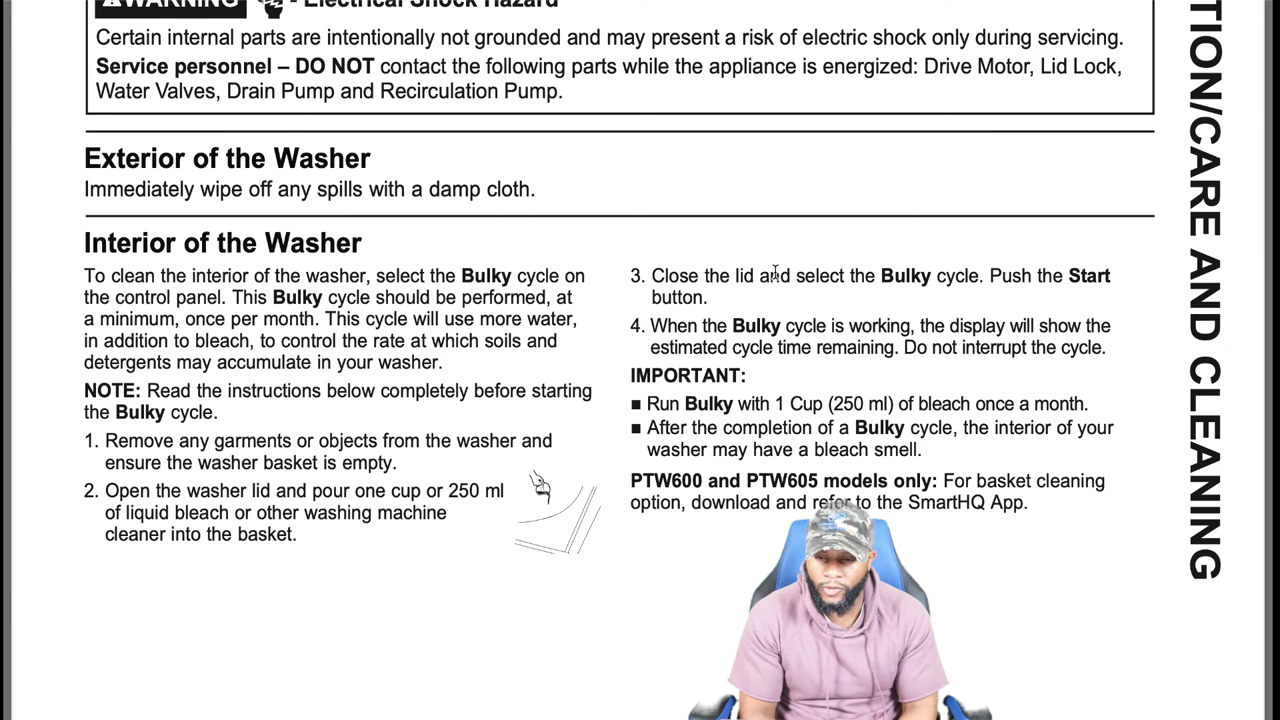 WARNING - Electrical Shock Hazard
Certain internal parts are intentionally not grounded and may present a risk of electric shock only during servicing.
Service personnel – DO NOT contact the following parts while the appliance is energized: Drive Motor, Lid Lock,
Water Valves, Drain Pump and Recirculation Pump.
Exterior of the Washer
Immediately wipe off any spills with a damp cloth.
Interior of the Washer
To clean the interior of the washer, select the Bulky cycle on
the control panel. This Bulky cycle should be performed, at
a minimum, once per month. This cycle will use more water,
in addition to bleach, to control the rate at which soils and
detergents may accumulate in your washer.
NOTE: Read the instructions below completely before starting
the Bulky cycle.
1. Remove any garments or objects from the washer and
ensure the washer basket is empty.
2. Open the washer lid and pour one cup or 250 ml
of liquid bleach or other washing machine
cleaner into the basket.
3. Close the lid and select the Bulky cycle. Push the Start
button.
4. When the Bulky cycle is working, the display will show the
estimated cycle time remaining. Do not interrupt the cycle.
IMPORTANT:
■ Run Bulky with 1 Cup (250 ml) of bleach once a month.
■ After the completion of a Bulky cycle, the interior of your
washer may have a bleach smell.
PTW600 and PTW605 models only: For basket cleaning
option, download and refer to the SmartHQ App.
TION/CARE AND CLEANING